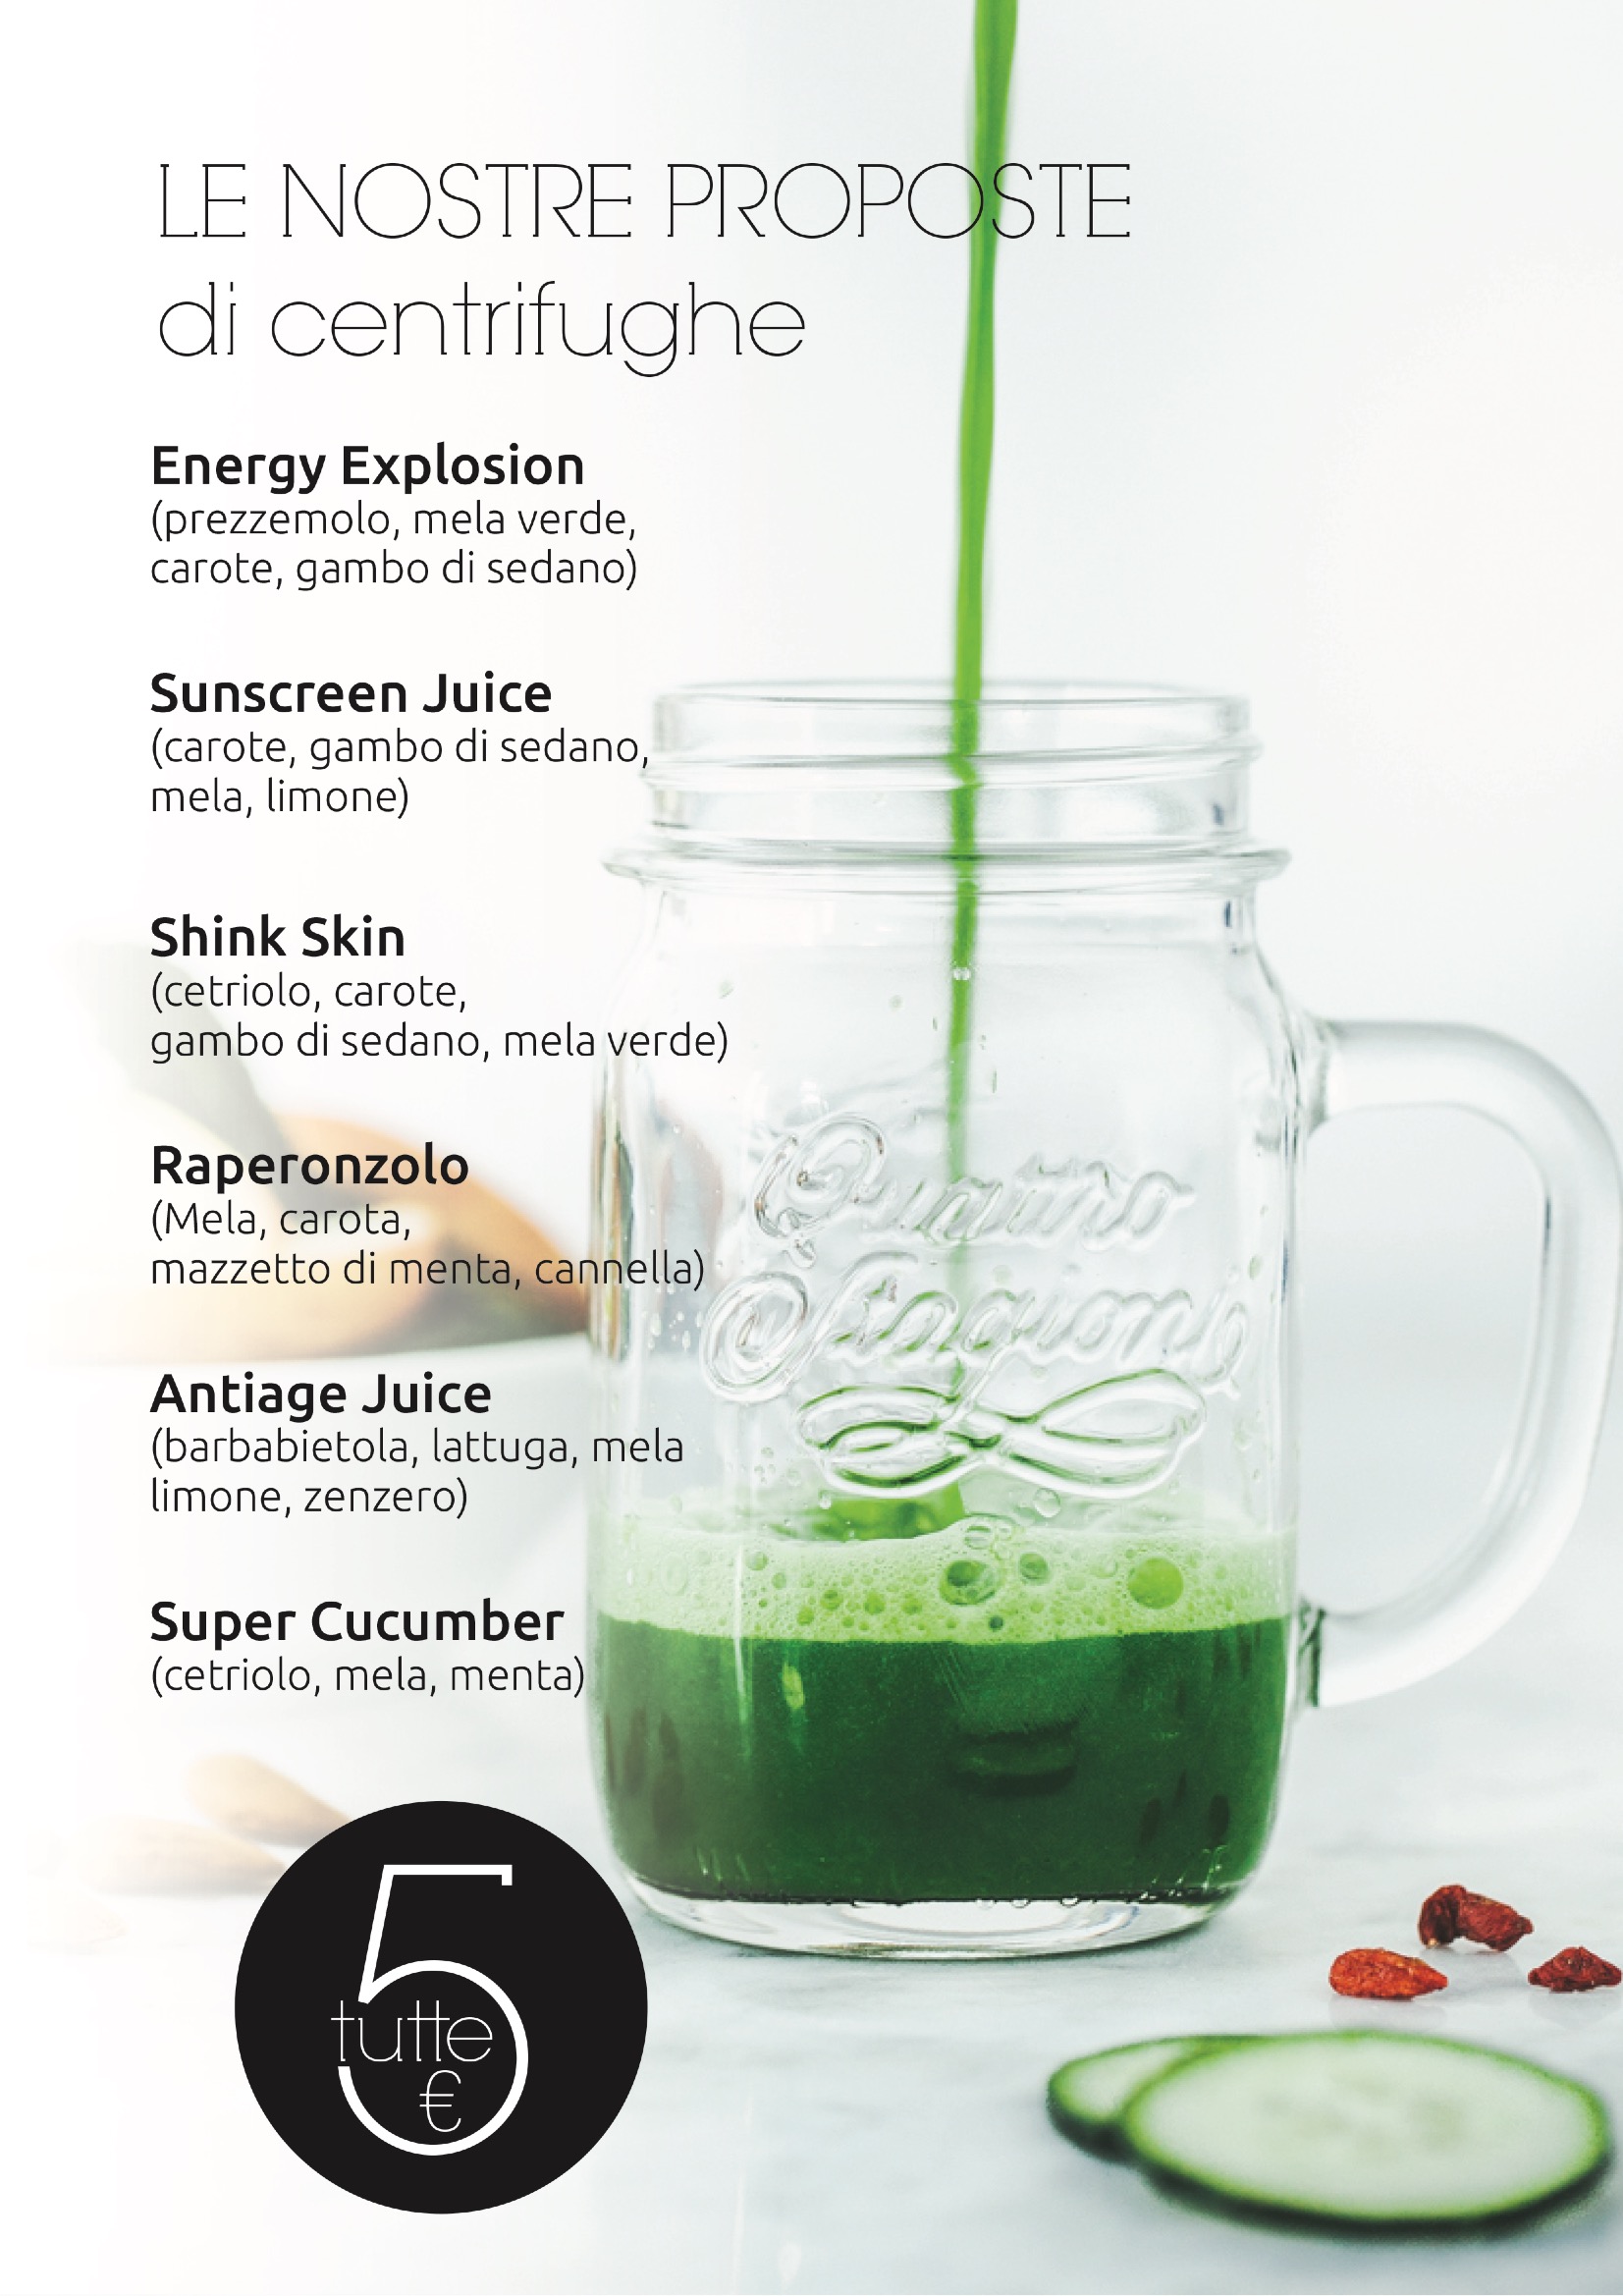 LE NOSTRE PROPOSTE
di centrifughe
Energy Explosion
(prezzemolo, mela verde,
carote, gambo di sedano)
Sunscreen Juice
(carote, gambo di sedano,
mela, limone)
Shink Skin
(cetriolo, carote,
gambo di sedano, mela verde)
Raperonzolo
(Mela, carota,
mazzetto di menta, cannella)
Quattro
Stagioni
Antiage Juice
(barbabietola, lattuga, mela
limone, zenzero)
Super Cucumber
(cetriolo, mela, menta)
5
tutte
€